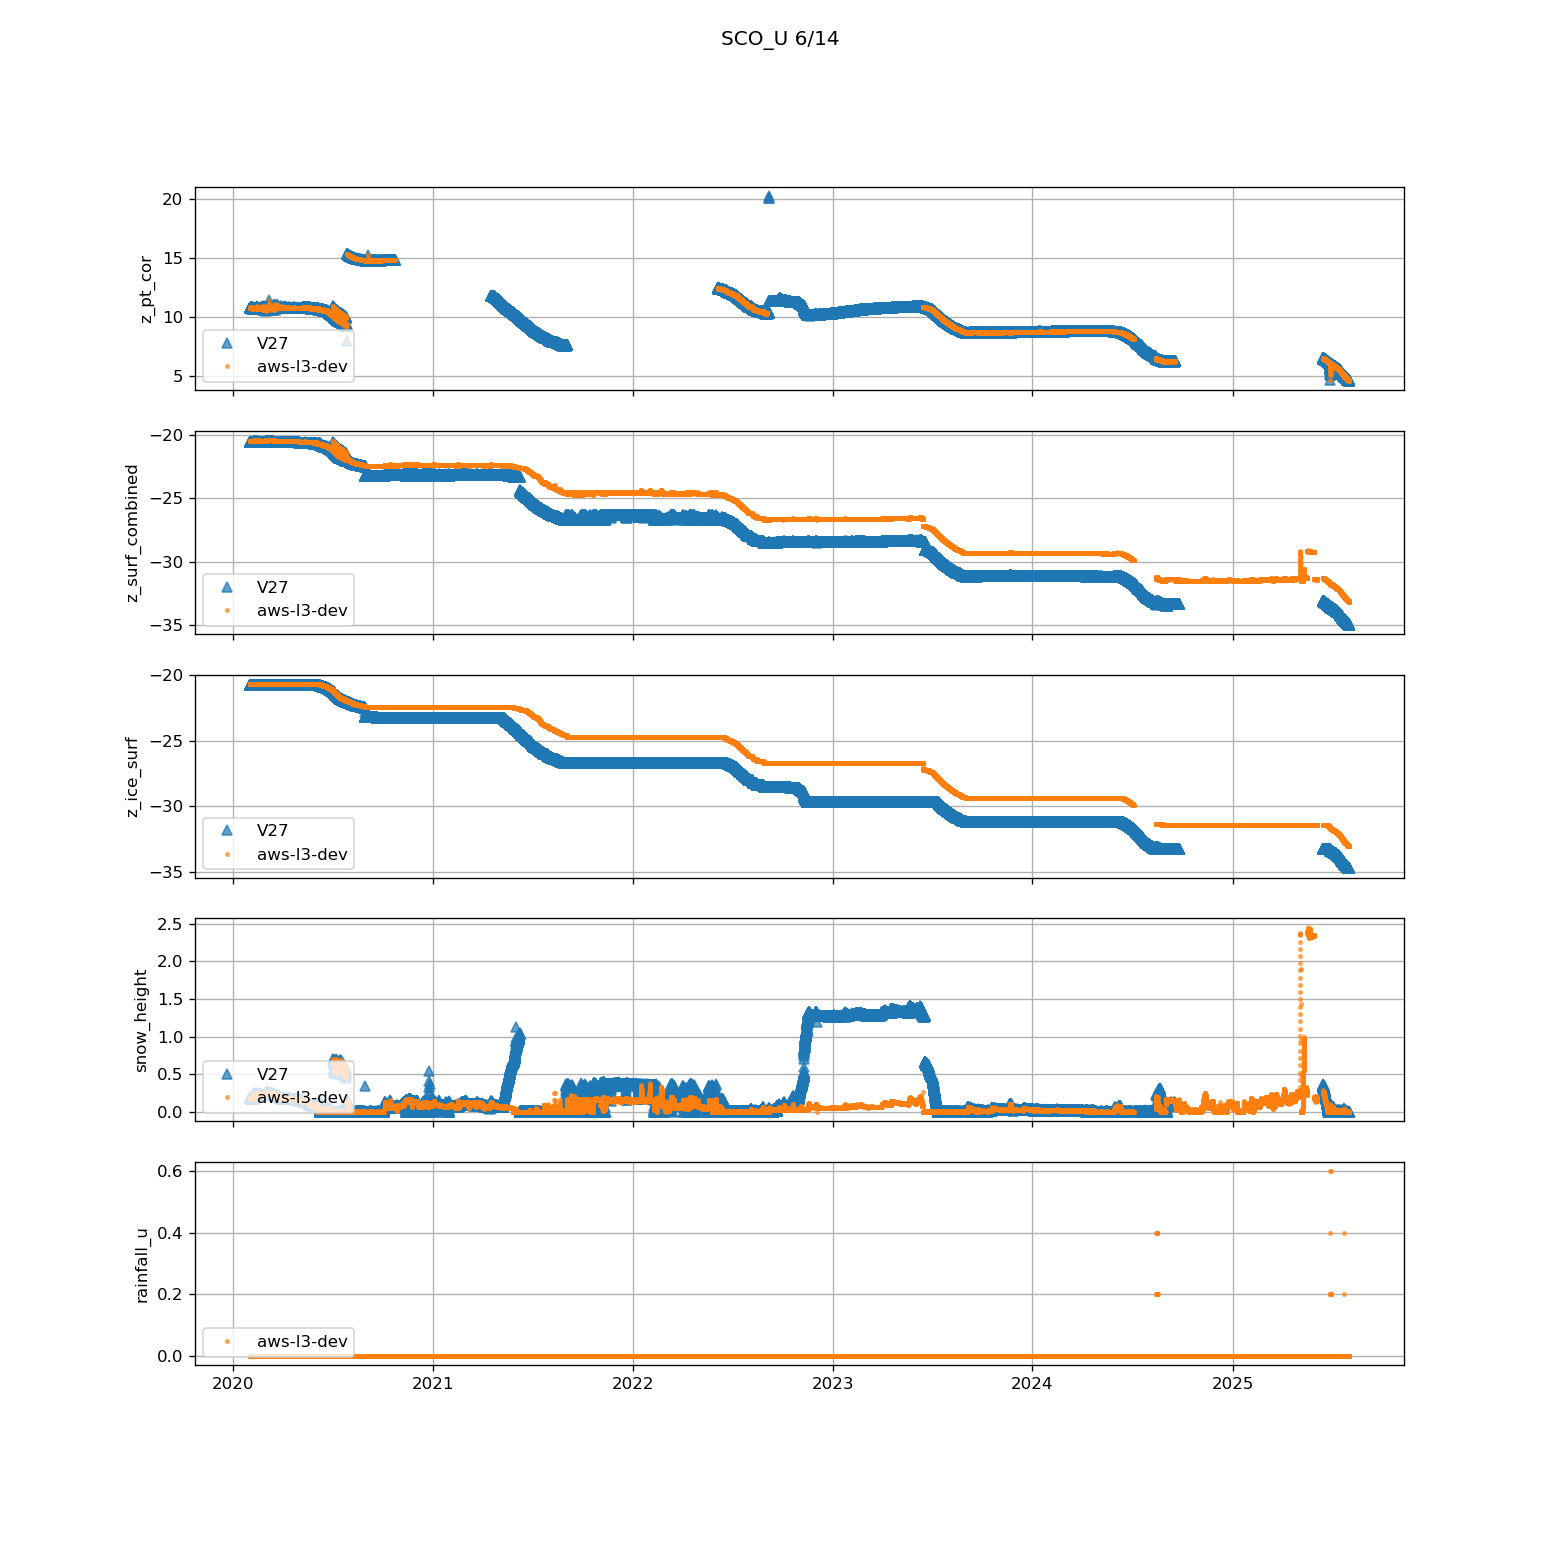 SCO_U 6/14
20
15
10
5
z_pt_cor
V27
aws-l3-dev
−20
−25
−30
−35
z_surf_combined
V27
aws-l3-dev
−20
−25
−30
−35
z_ice_surf
V27
aws-l3-dev
2.5
2.0
1.5
1.0
0.5
0.0
snow_height
V27
aws-l3-dev
0.6
0.4
0.2
0.0
rainfall_u
aws-l3-dev
2020 2021 2022 2023 2024 2025